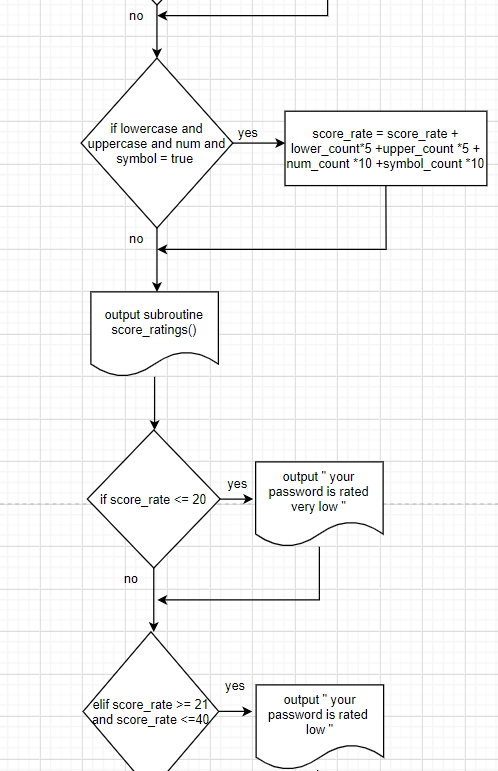 no
if lowercase and
uppercase and num and
symbol = true
yes
score_rate = score_rate +
lower_count*5 +upper_count *5 +
num_count *10 +symbol_count *10
no
output subroutine
score_ratings()
if score_rate <= 20
yes
output " your
password is rated
very low "
no
elif score_rate >= 21
and score_rate <=40
yes
output " your
password is rated
low "